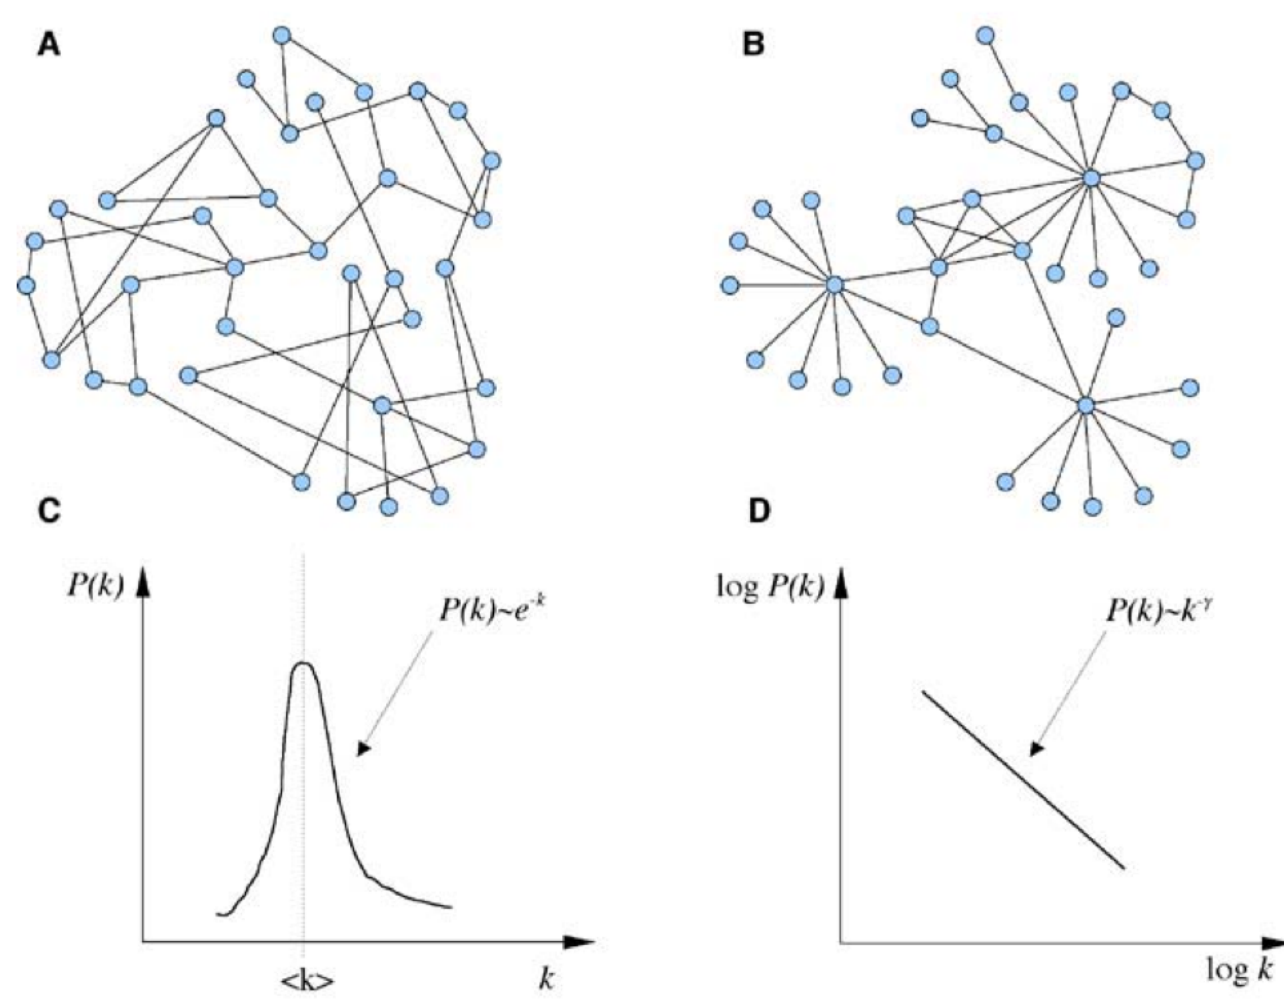 A
B
C
D
P(k)
P(k)~e^-k
<k>
k
log P(k)
P(k)~k^-γ
log k